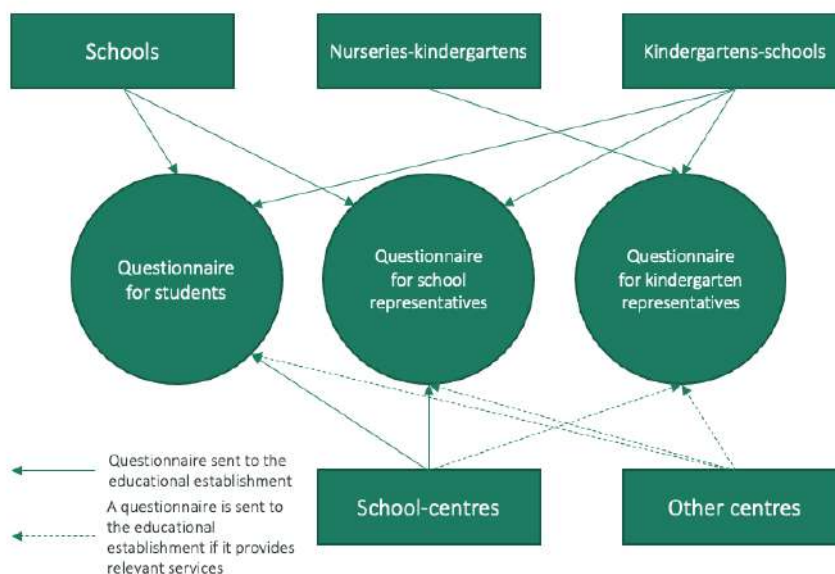 Schools
Nurseries-kindergartens
Kindergartens-schools
Questionnaire
for students
Questionnaire
for school
representatives
Questionnaire
for kindergarten
representatives
Questionnaire sent to the
educational establishment
A questionnaire is sent to
the educational
establishment if it provides
relevant services
School-centres
Other centres